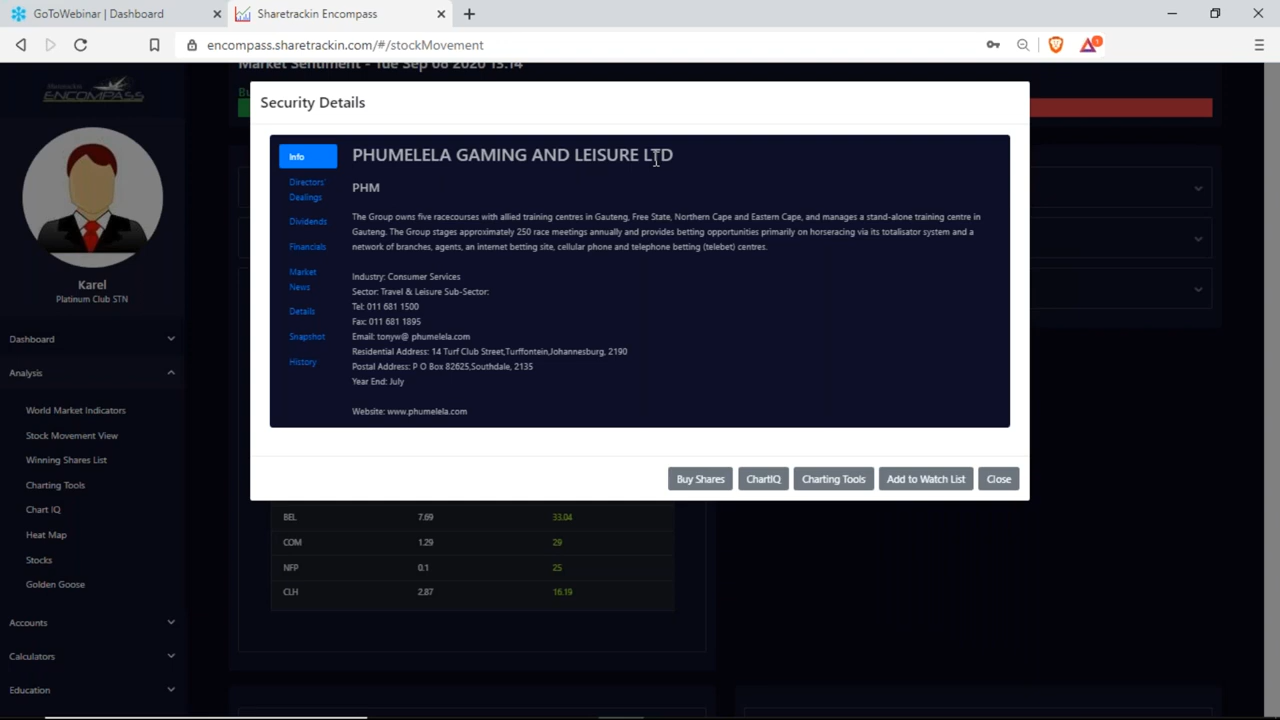 GoToWebinar | Dashboard
Sharetrackin Encompass
encompass.sharetrackin.com/#/stockMovement
Market Sentiment - Tue Sep 08 2020 13:14
ENCOMPASS
Security Details
Info
PHUMELELA GAMING AND LEISURE LTD
Directors'
Dealings
PHM
Dividends
The Group owns five racecourses with allied training centres in Gauteng, Free State, Northern Cape and Eastern Cape, and manages a stand-alone training centre in
Gauteng. The Group stages approximately 250 race meetings annually and provides betting opportunities primarily on horseracing via its totalisator system and a
network of branches, agents, an internet betting site, cellular phone and telephone betting (telebet) centres.
Financials
Market
News
Industry: Consumer Services
Sector: Travel & Leisure Sub-Sector:
Details
Tel: 011 681 1500
Fax: 011 681 1895
Snapshot
Email: tonyw@ phumelela.com
Residential Address: 14 Turf Club Street,Turffontein,Johannesburg, 2190
History
Postal Address: P O Box 82625,Southdale, 2135
Year End: July
Website: www.phumelela.com
Buy Shares
ChartIQ
Charting Tools
Add to Watch List
Close
Karel
Platinum Club STN
Dashboard
Analysis
World Market Indicators
Stock Movement View
Winning Shares List
Charting Tools
Chart IQ
Heat Map
Stocks
Golden Goose
Accounts
Calculators
Education
BEL 7.69 33.04
COM 1.29 29
NFP 0.1 25
CLH 2.87 16.19